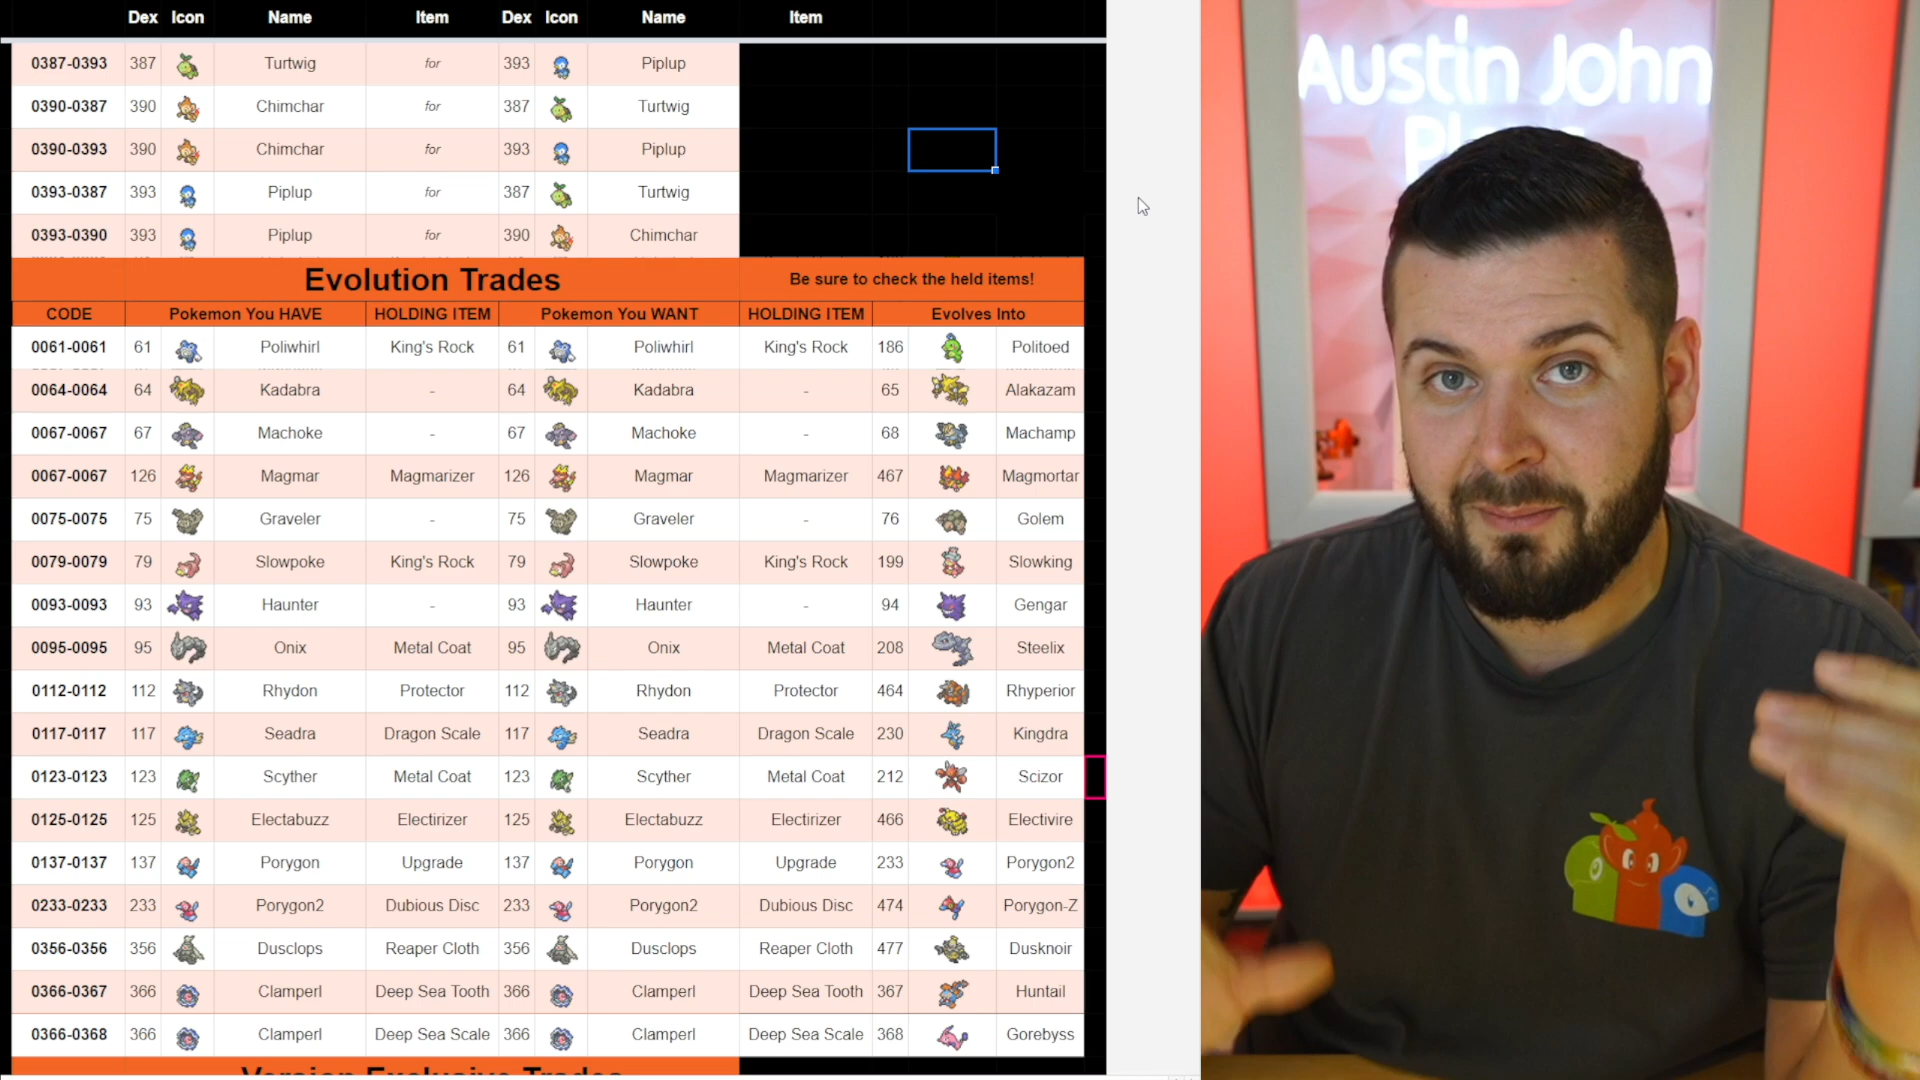 Dex Icon Name Item Dex Icon Name Item
0387-0393 387 Turtwig for 393 Piplup
0390-0387 390 Chimchar for 387 Turtwig
0390-0393 390 Chimchar for 393 Piplup
0393-0387 393 Piplup for 387 Turtwig
0393-0390 393 Piplup for 390 Chimchar
Evolution Trades Be sure to check the held items!
CODE Pokemon You HAVE HOLDING ITEM Pokemon You WANT HOLDING ITEM Evolves Into
0061-0061 61 Poliwhirl King's Rock 61 Poliwhirl King's Rock 186 Politoed
0064-0064 64 Kadabra - 64 Kadabra - 65 Alakazam
0067-0067 67 Machoke - 67 Machoke - 68 Machamp
0067-0067 126 Magmar Magmarizer 126 Magmar Magmarizer 467 Magmortar
0075-0075 75 Graveler - 75 Graveler - 76 Golem
0079-0079 79 Slowpoke King's Rock 79 Slowpoke King's Rock 199 Slowking
0093-0093 93 Haunter - 93 Haunter - 94 Gengar
0095-0095 95 Onix Metal Coat 95 Onix Metal Coat 208 Steelix
0112-0112 112 Rhydon Protector 112 Rhydon Protector 464 Rhyperior
0117-0117 117 Seadra Dragon Scale 117 Seadra Dragon Scale 230 Kingdra
0123-0123 123 Scyther Metal Coat 123 Scyther Metal Coat 212 Scizor
0125-0125 125 Electabuzz Electirizer 125 Electabuzz Electirizer 466 Electivire
0137-0137 137 Porygon Upgrade 137 Porygon Upgrade 233 Porygon2
0233-0233 233 Porygon2 Dubious Disc 233 Porygon2 Dubious Disc 474 Porygon-Z
0356-0356 356 Dusclops Reaper Cloth 356 Dusclops Reaper Cloth 477 Dusknoir
0366-0367 366 Clamperl Deep Sea Tooth 366 Clamperl Deep Sea Tooth 367 Huntail
0366-0368 366 Clamperl Deep Sea Scale 366 Clamperl Deep Sea Scale 368 Gorebyss
Version Exclusive Trades
Austin John